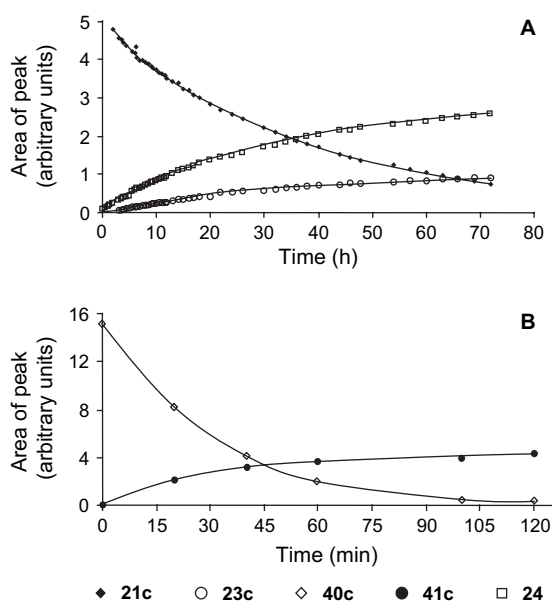 A
Area of peak
(arbitrary units)
5
4
3
2
1
0
0 10 20 30 40 50 60 70 80
Time (h)
B
Area of peak
(arbitrary units)
16
12
8
4
0
0 15 30 45 60 75 90 105 120
Time (min)
21c 23c 40c 41c 24